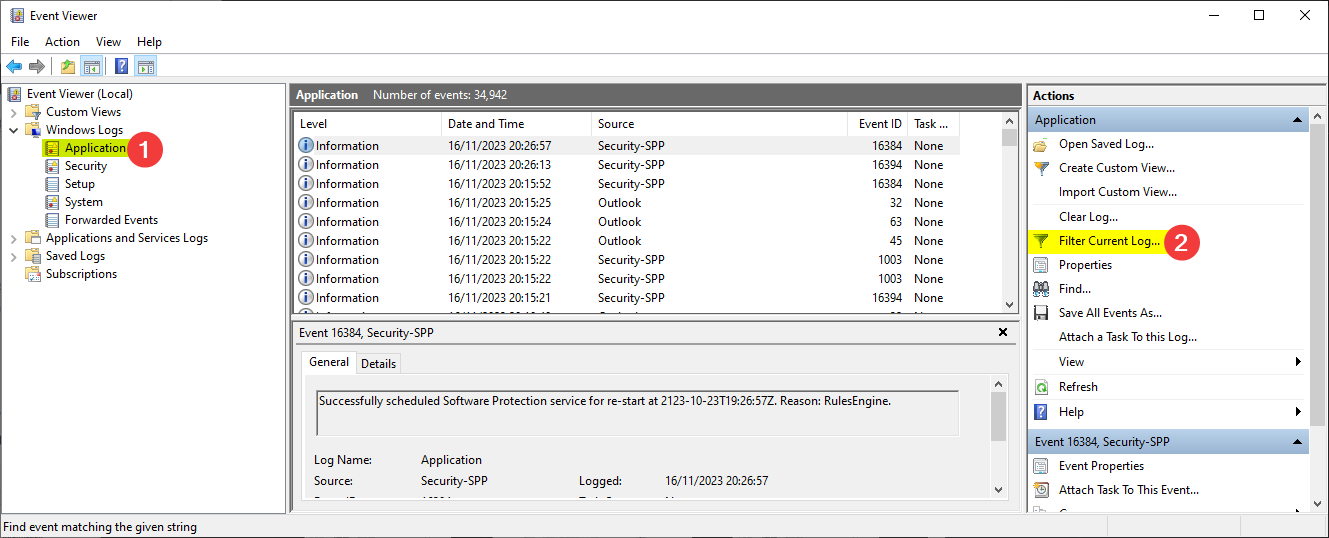 Event Viewer
File Action View Help
Event Viewer (Local)
Custom Views
Windows Logs
Application 1
Security
Setup
System
Forwarded Events
Applications and Services Logs
Saved Logs
Subscriptions
Application Number of events: 34,942
Level Date and Time Source Event ID Task ...
Information 16/11/2023 20:26:57 Security-SPP 16384 None
Information 16/11/2023 20:26:13 Security-SPP 16394 None
Information 16/11/2023 20:15:52 Security-SPP 16384 None
Information 16/11/2023 20:15:25 Outlook 32 None
Information 16/11/2023 20:15:24 Outlook 63 None
Information 16/11/2023 20:15:22 Outlook 45 None
Information 16/11/2023 20:15:22 Security-SPP 1003 None
Information 16/11/2023 20:15:22 Security-SPP 1003 None
Information 16/11/2023 20:15:21 Security-SPP 16394 None
Event 16384, Security-SPP
General Details
Successfully scheduled Software Protection service for re-start at 2123-10-23T19:26:57Z. Reason: RulesEngine.
Log Name: Application
Source: Security-SPP Logged: 16/11/2023 20:26:57
Actions
Application
Open Saved Log...
Create Custom View...
Import Custom View...
Clear Log...
Filter Current Log... 2
Properties
Find...
Save All Events As...
Attach a Task To this Log...
View
Refresh
Help
Event 16384, Security-SPP
Event Properties
Attach Task To This Event...
Find event matching the given string